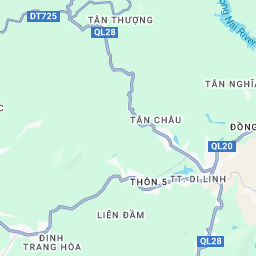 DT725
TÂN THƯỢNG
QL28
Nai River
TÂN NGHĨA
TÂN CHÂU
ĐỒNG
QL20
THÔN 5
TT. DI LINH
LIÊN ĐẦM
ĐINH
TRANG HÒA
QL28